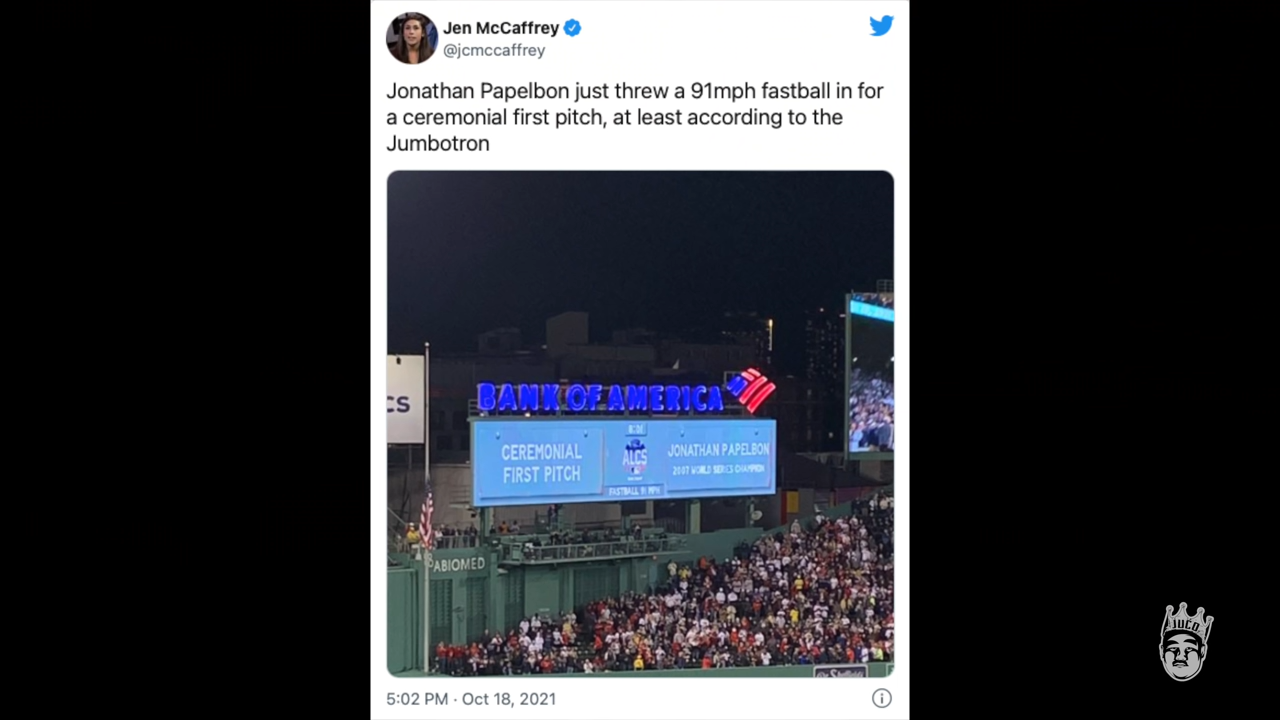 Jen McCaffrey
@jcmccaffrey
Jonathan Papelbon just threw a 91mph fastball in for
a ceremonial first pitch, at least according to the
Jumbotron
CS
BANK OF AMERICA
CEREMONIAL
FIRST PITCH
ALCS
FASTBALL 91 MPH
JONATHAN PAPELBON
2007 WORLD SERIES CHAMPION
ABIOMED
5:02 PM · Oct 18, 2021
JUCO